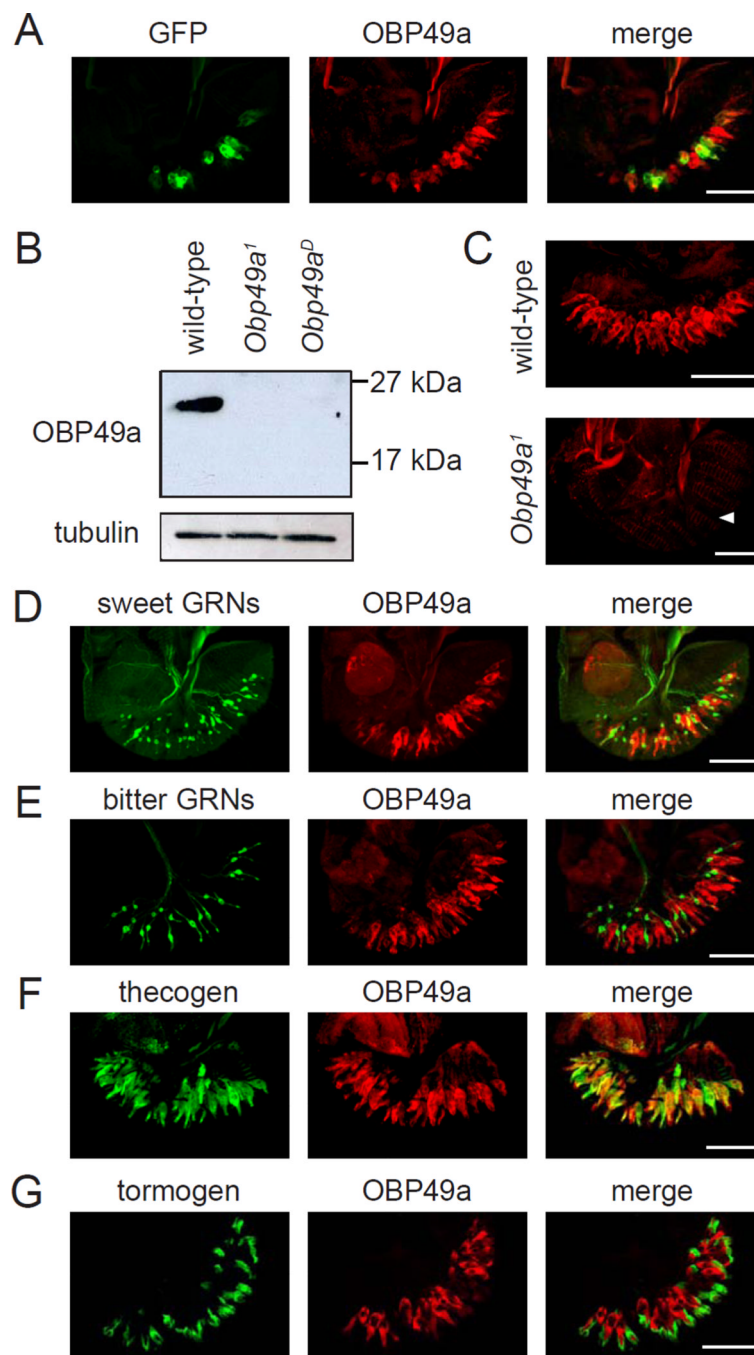 A
GFP OBP49a merge
B
wild-type Obp49a¹ Obp49aᴰ
OBP49a
27 kDa
17 kDa
tubulin
C
wild-type
Obp49a¹
D
sweet GRNs OBP49a merge
E
bitter GRNs OBP49a merge
F
thecogen OBP49a merge
G
tormogen OBP49a merge